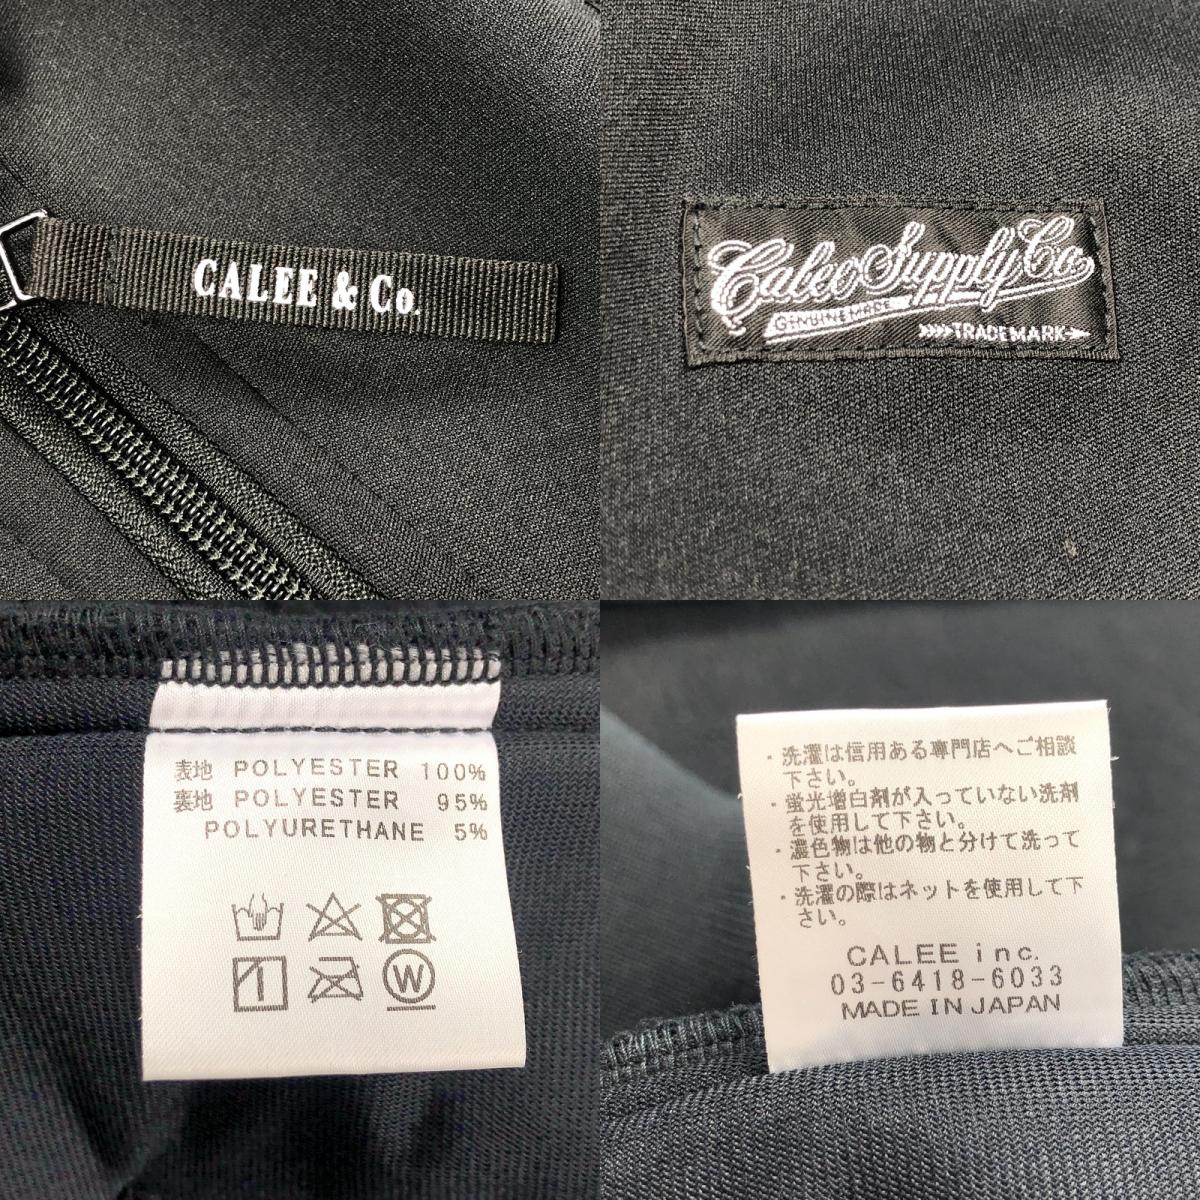 CALEE & Co.
Calee Supply Co.
GENUINE MADE
TRADEMARK
表地 POLYESTER 100%
裏地 POLYESTER 95%
POLYURETHANE 5%
1
W
・洗濯は信用ある専門店へご相談
下さい。
・蛍光増白剤が入っていない洗剤
を使用して下さい。
・濃色物は他の物と分けて洗って
下さい。
・洗濯の際はネットを使用して下
さい。
CALEE inc.
03-6418-6033
MADE IN JAPAN